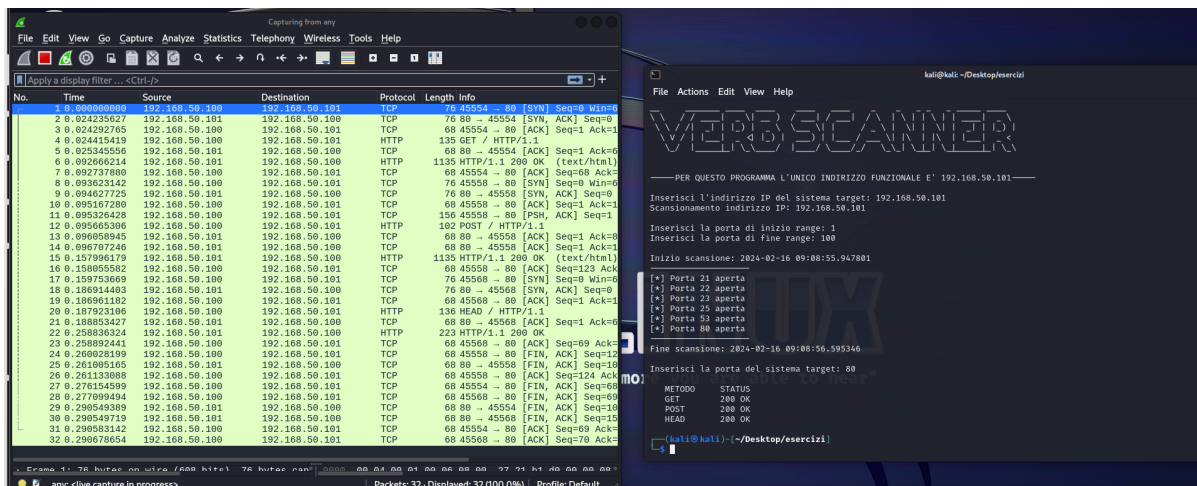 Capturing from any
File Edit View Go Capture Analyze Statistics Telephony Wireless Tools Help
Apply a display filter ... <Ctrl-/>
No. Time Source Destination Protocol Length Info
1 0.000000000 192.168.50.100 192.168.50.101 TCP 76 45554 → 80 [SYN] Seq=0 Win=6
2 0.024235627 192.168.50.101 192.168.50.100 TCP 76 80 → 45554 [SYN, ACK] Seq=0
3 0.024292765 192.168.50.100 192.168.50.101 TCP 68 45554 → 80 [ACK] Seq=1 Ack=1
4 0.024415419 192.168.50.100 192.168.50.101 HTTP 135 GET / HTTP/1.1
5 0.025345556 192.168.50.101 192.168.50.100 TCP 68 80 → 45554 [ACK] Seq=1 Ack=6
6 0.092666214 192.168.50.101 192.168.50.100 HTTP 1135 HTTP/1.1 200 OK (text/html)
7 0.092737880 192.168.50.100 192.168.50.101 TCP 68 45554 → 80 [ACK] Seq=68 Ack=
8 0.093623142 192.168.50.100 192.168.50.101 TCP 76 45558 → 80 [SYN] Seq=0 Win=6
9 0.094627725 192.168.50.101 192.168.50.100 TCP 76 80 → 45558 [SYN, ACK] Seq=0
10 0.095167280 192.168.50.100 192.168.50.101 TCP 68 45558 → 80 [ACK] Seq=1 Ack=1
11 0.095326428 192.168.50.100 192.168.50.101 TCP 156 45558 → 80 [PSH, ACK] Seq=1
12 0.095665306 192.168.50.100 192.168.50.101 HTTP 102 POST / HTTP/1.1
13 0.096058945 192.168.50.101 192.168.50.100 TCP 68 80 → 45558 [ACK] Seq=1 Ack=8
14 0.096707246 192.168.50.101 192.168.50.100 TCP 68 80 → 45558 [ACK] Seq=1 Ack=1
15 0.157996179 192.168.50.101 192.168.50.100 HTTP 1135 HTTP/1.1 200 OK (text/html)
16 0.158055582 192.168.50.100 192.168.50.101 TCP 68 45558 → 80 [ACK] Seq=123 Ack
17 0.159753669 192.168.50.100 192.168.50.101 TCP 76 45568 → 80 [SYN] Seq=0 Win=6
18 0.186914403 192.168.50.101 192.168.50.100 TCP 76 80 → 45568 [SYN, ACK] Seq=0
19 0.186961182 192.168.50.100 192.168.50.101 TCP 68 45568 → 80 [ACK] Seq=1 Ack=1
20 0.187923106 192.168.50.100 192.168.50.101 HTTP 136 HEAD / HTTP/1.1
21 0.188853427 192.168.50.101 192.168.50.100 TCP 68 80 → 45568 [ACK] Seq=1 Ack=6
22 0.258836324 192.168.50.101 192.168.50.100 HTTP 223 HTTP/1.1 200 OK
23 0.258892441 192.168.50.100 192.168.50.101 TCP 68 45568 → 80 [ACK] Seq=69 Ack=
24 0.260028199 192.168.50.100 192.168.50.101 TCP 68 45558 → 80 [FIN, ACK] Seq=12
25 0.261005165 192.168.50.101 192.168.50.100 TCP 68 80 → 45558 [FIN, ACK] Seq=10
26 0.261133088 192.168.50.100 192.168.50.101 TCP 68 45558 → 80 [ACK] Seq=124 Ack
27 0.276154599 192.168.50.100 192.168.50.101 TCP 68 45554 → 80 [FIN, ACK] Seq=68
28 0.277099494 192.168.50.100 192.168.50.101 TCP 68 45568 → 80 [FIN, ACK] Seq=69
29 0.290549389 192.168.50.101 192.168.50.100 TCP 68 80 → 45554 [FIN, ACK] Seq=10
30 0.290549719 192.168.50.101 192.168.50.100 TCP 68 80 → 45568 [FIN, ACK] Seq=15
31 0.290583142 192.168.50.100 192.168.50.101 TCP 68 45554 → 80 [ACK] Seq=69 Ack=
32 0.290678654 192.168.50.100 192.168.50.101 TCP 68 45568 → 80 [ACK] Seq=70 Ack=
Frame 1: 76 bytes on wire (608 bits), 76 bytes cap
any: <live capture in progress> Packets: 32 · Displayed: 32 (100.0%) Profile: Default
kali@kali: ~/Desktop/esercizi
File Actions Edit View Help
VERB SCANNER
——PER QUESTO PROGRAMMA L'UNICO INDIRIZZO FUNZIONALE E' 192.168.50.101——
Inserisci l'indirizzo IP del sistema target: 192.168.50.101
Scansionamento indirizzo IP: 192.168.50.101
Inserisci la porta di inizio range: 1
Inserisci la porta di fine range: 100
Inizio scansione: 2024-02-16 09:08:55.947801
[*] Porta 21 aperta
[*] Porta 22 aperta
[*] Porta 23 aperta
[*] Porta 25 aperta
[*] Porta 53 aperta
[*] Porta 80 aperta
Fine scansione: 2024-02-16 09:08:56.595346
Inserisci la porta del sistema target: 80
METODO STATUS
GET 200 OK
POST 200 OK
HEAD 200 OK
(kali㉿kali)-[~/Desktop/esercizi]
$